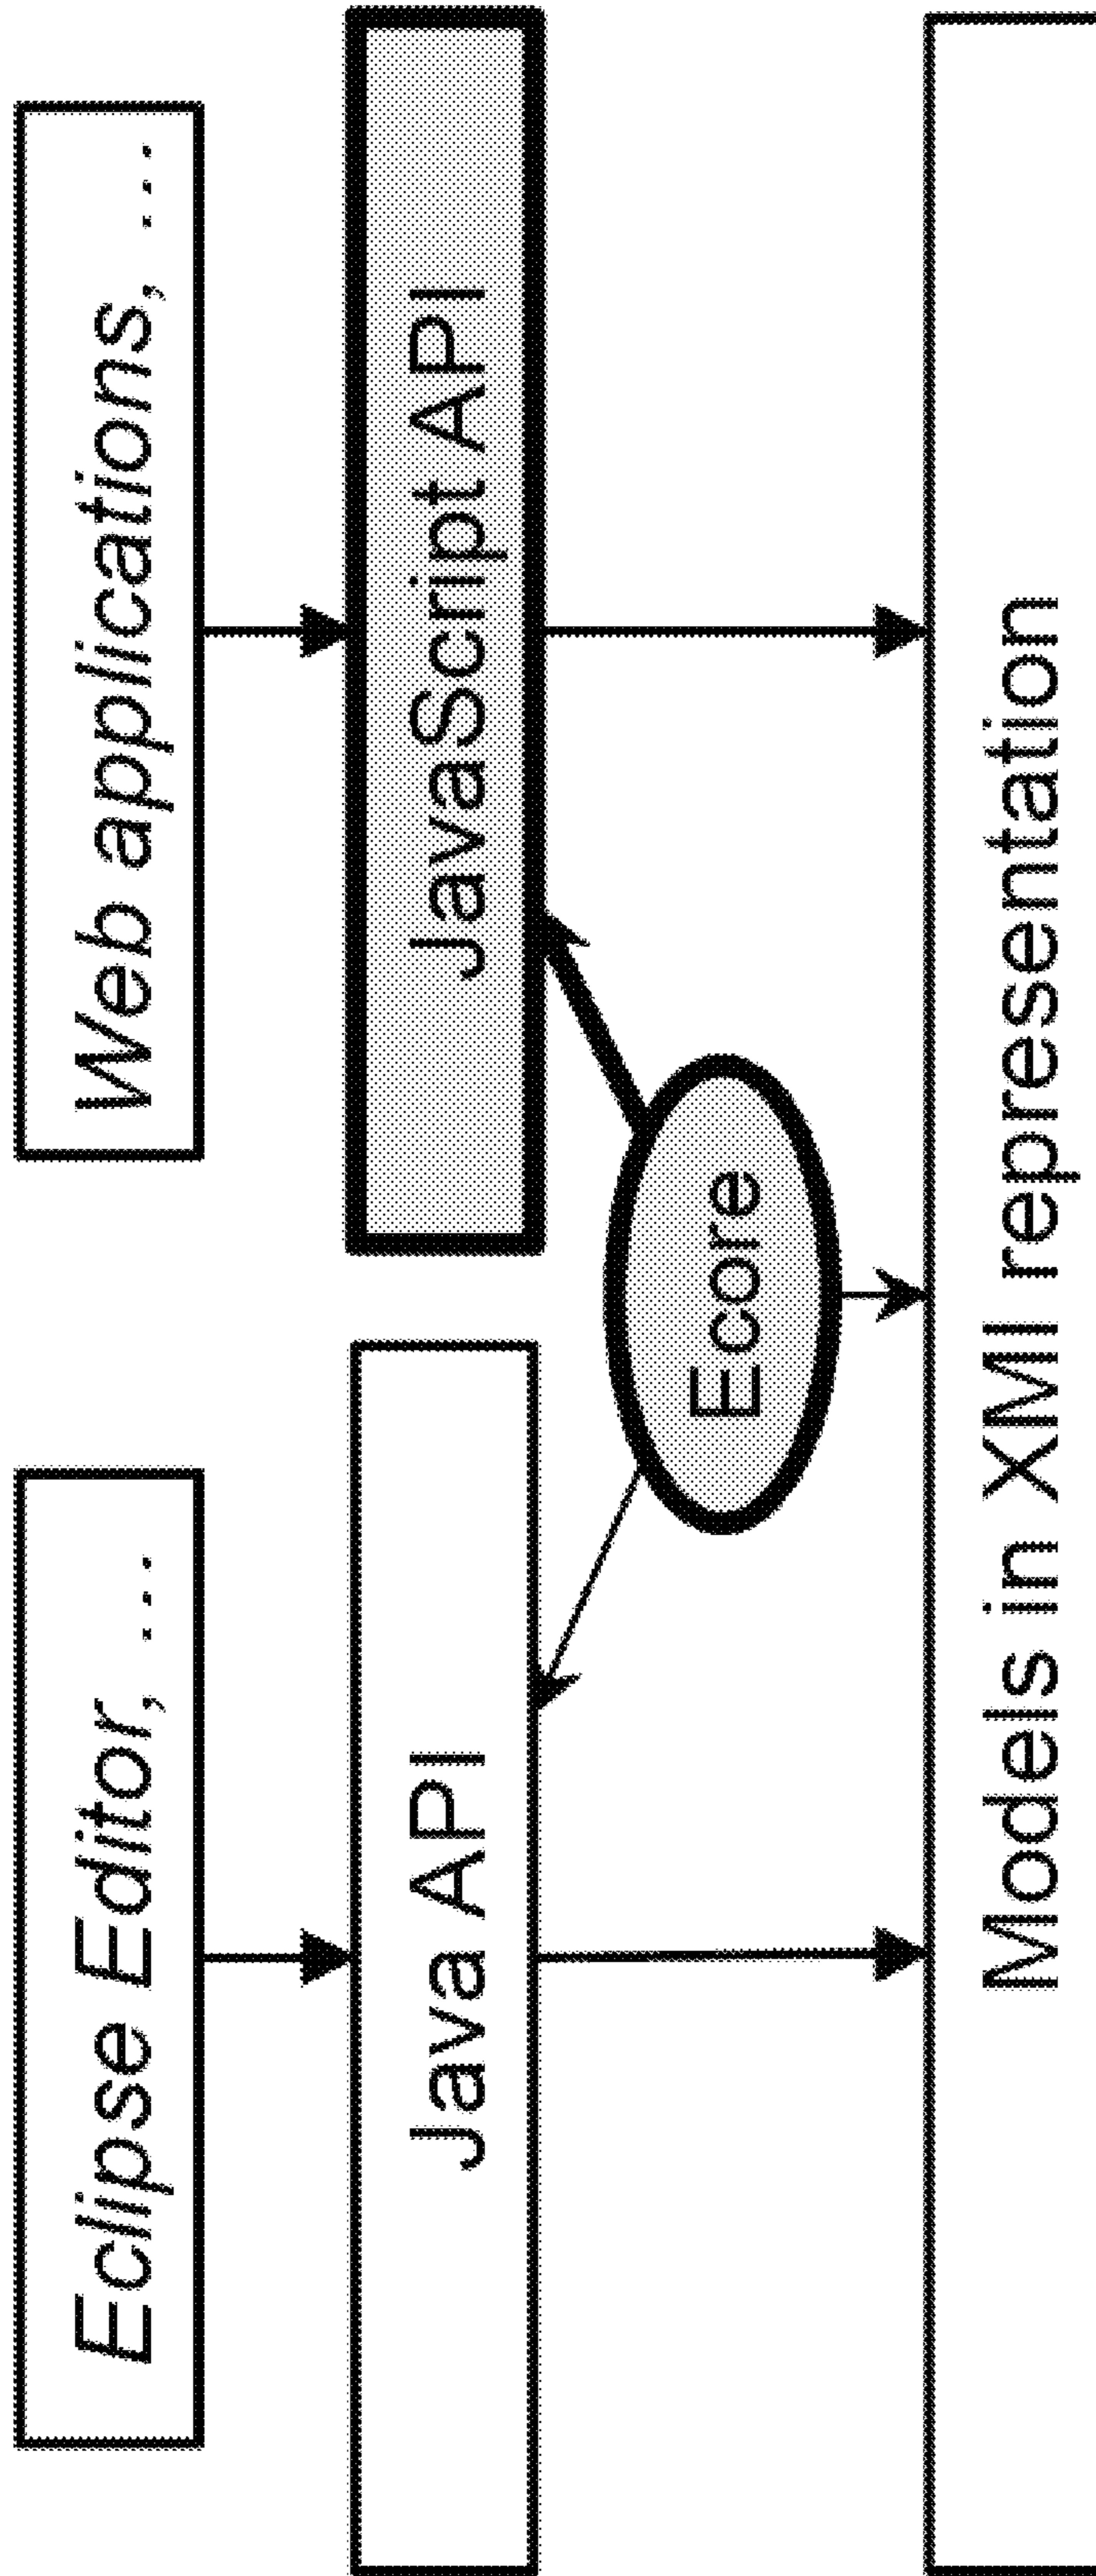 Eclipse Editor, ...
Web applications, ...
Java API
JavaScript API
Ecore
Models in XMI representation